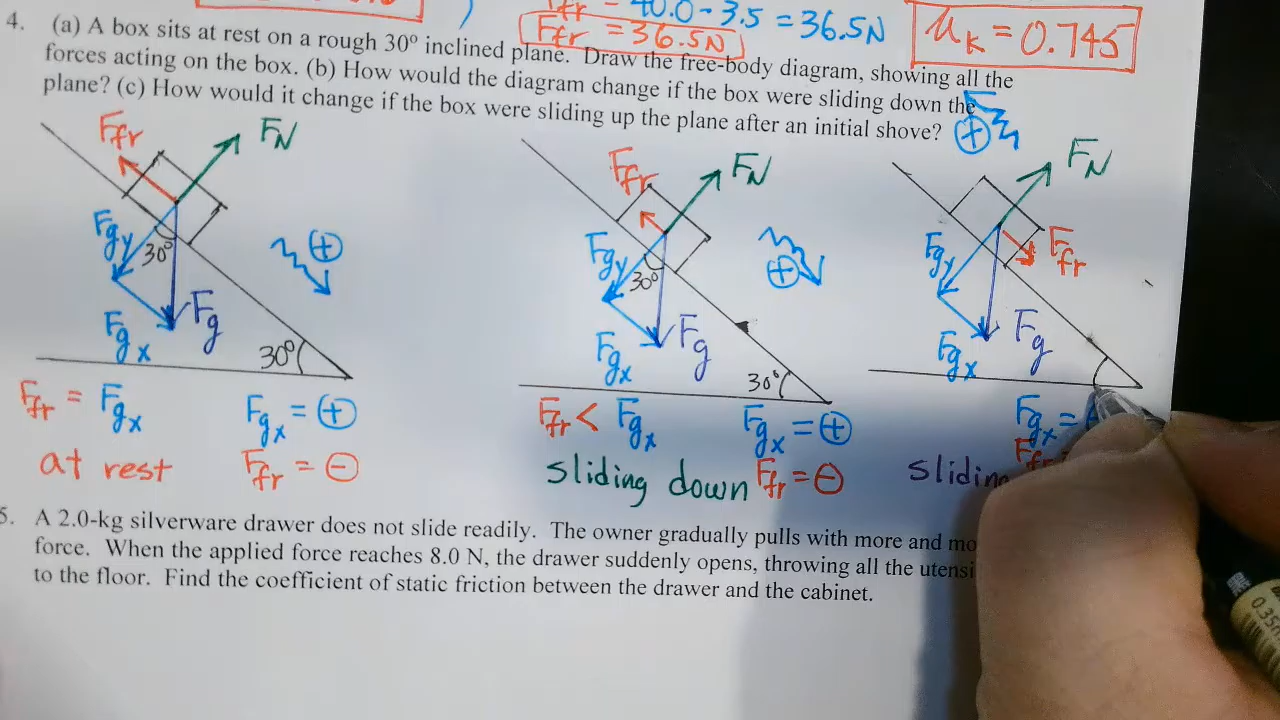 = 40.0 - 3.5 = 36.5N
Ffr = 36.5N
μK = 0.745
4. (a) A box sits at rest on a rough 30° inclined plane. Draw the free-body diagram, showing all the
forces acting on the box. (b) How would the diagram change if the box were sliding down the
plane? (c) How would it change if the box were sliding up the plane after an initial shove?
Ffr FN
Fgy 30° +
Fgx Fg
30°
Ffr = Fgx Fgx = +
at rest Ffr = -
Ffr FN
Fgy 30° +
Fgx Fg
30°
Ffr < Fgx Fgx = +
sliding down Ffr = -
+ FN
Fgy Ffr
Fgx Fg
Fgx =
sliding
5. A 2.0-kg silverware drawer does not slide readily. The owner gradually pulls with more and
force. When the applied force reaches 8.0 N, the drawer suddenly opens, throwing all the
to the floor. Find the coefficient of static friction between the drawer and the cabinet.